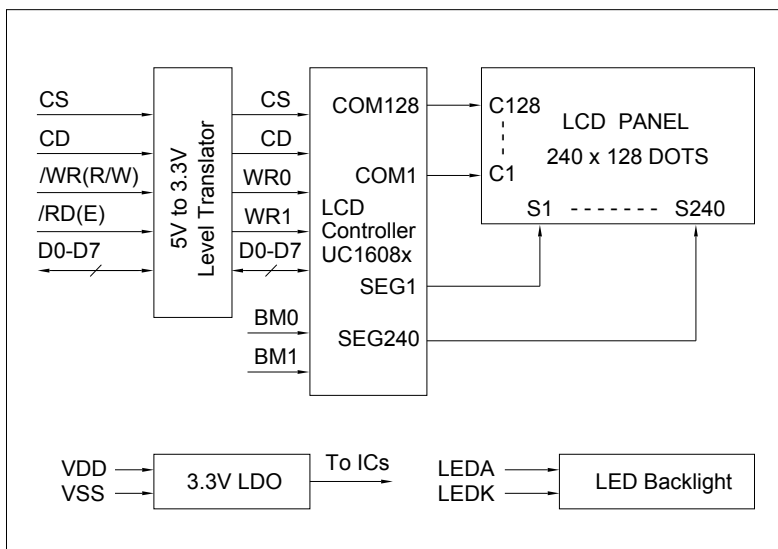 CS
CD
/WR(R/W)
/RD(E)
D0-D7
5V to 3.3V
Level Translator
CS
CD
WR0
WR1
D0-D7
BM0
BM1
COM128
COM1
LCD
Controller
UC1608x
SEG1
SEG240
C128
C1
LCD PANEL
240 x 128 DOTS
S1
S240
VDD
VSS
3.3V LDO
To ICs
LEDA
LEDK
LED Backlight